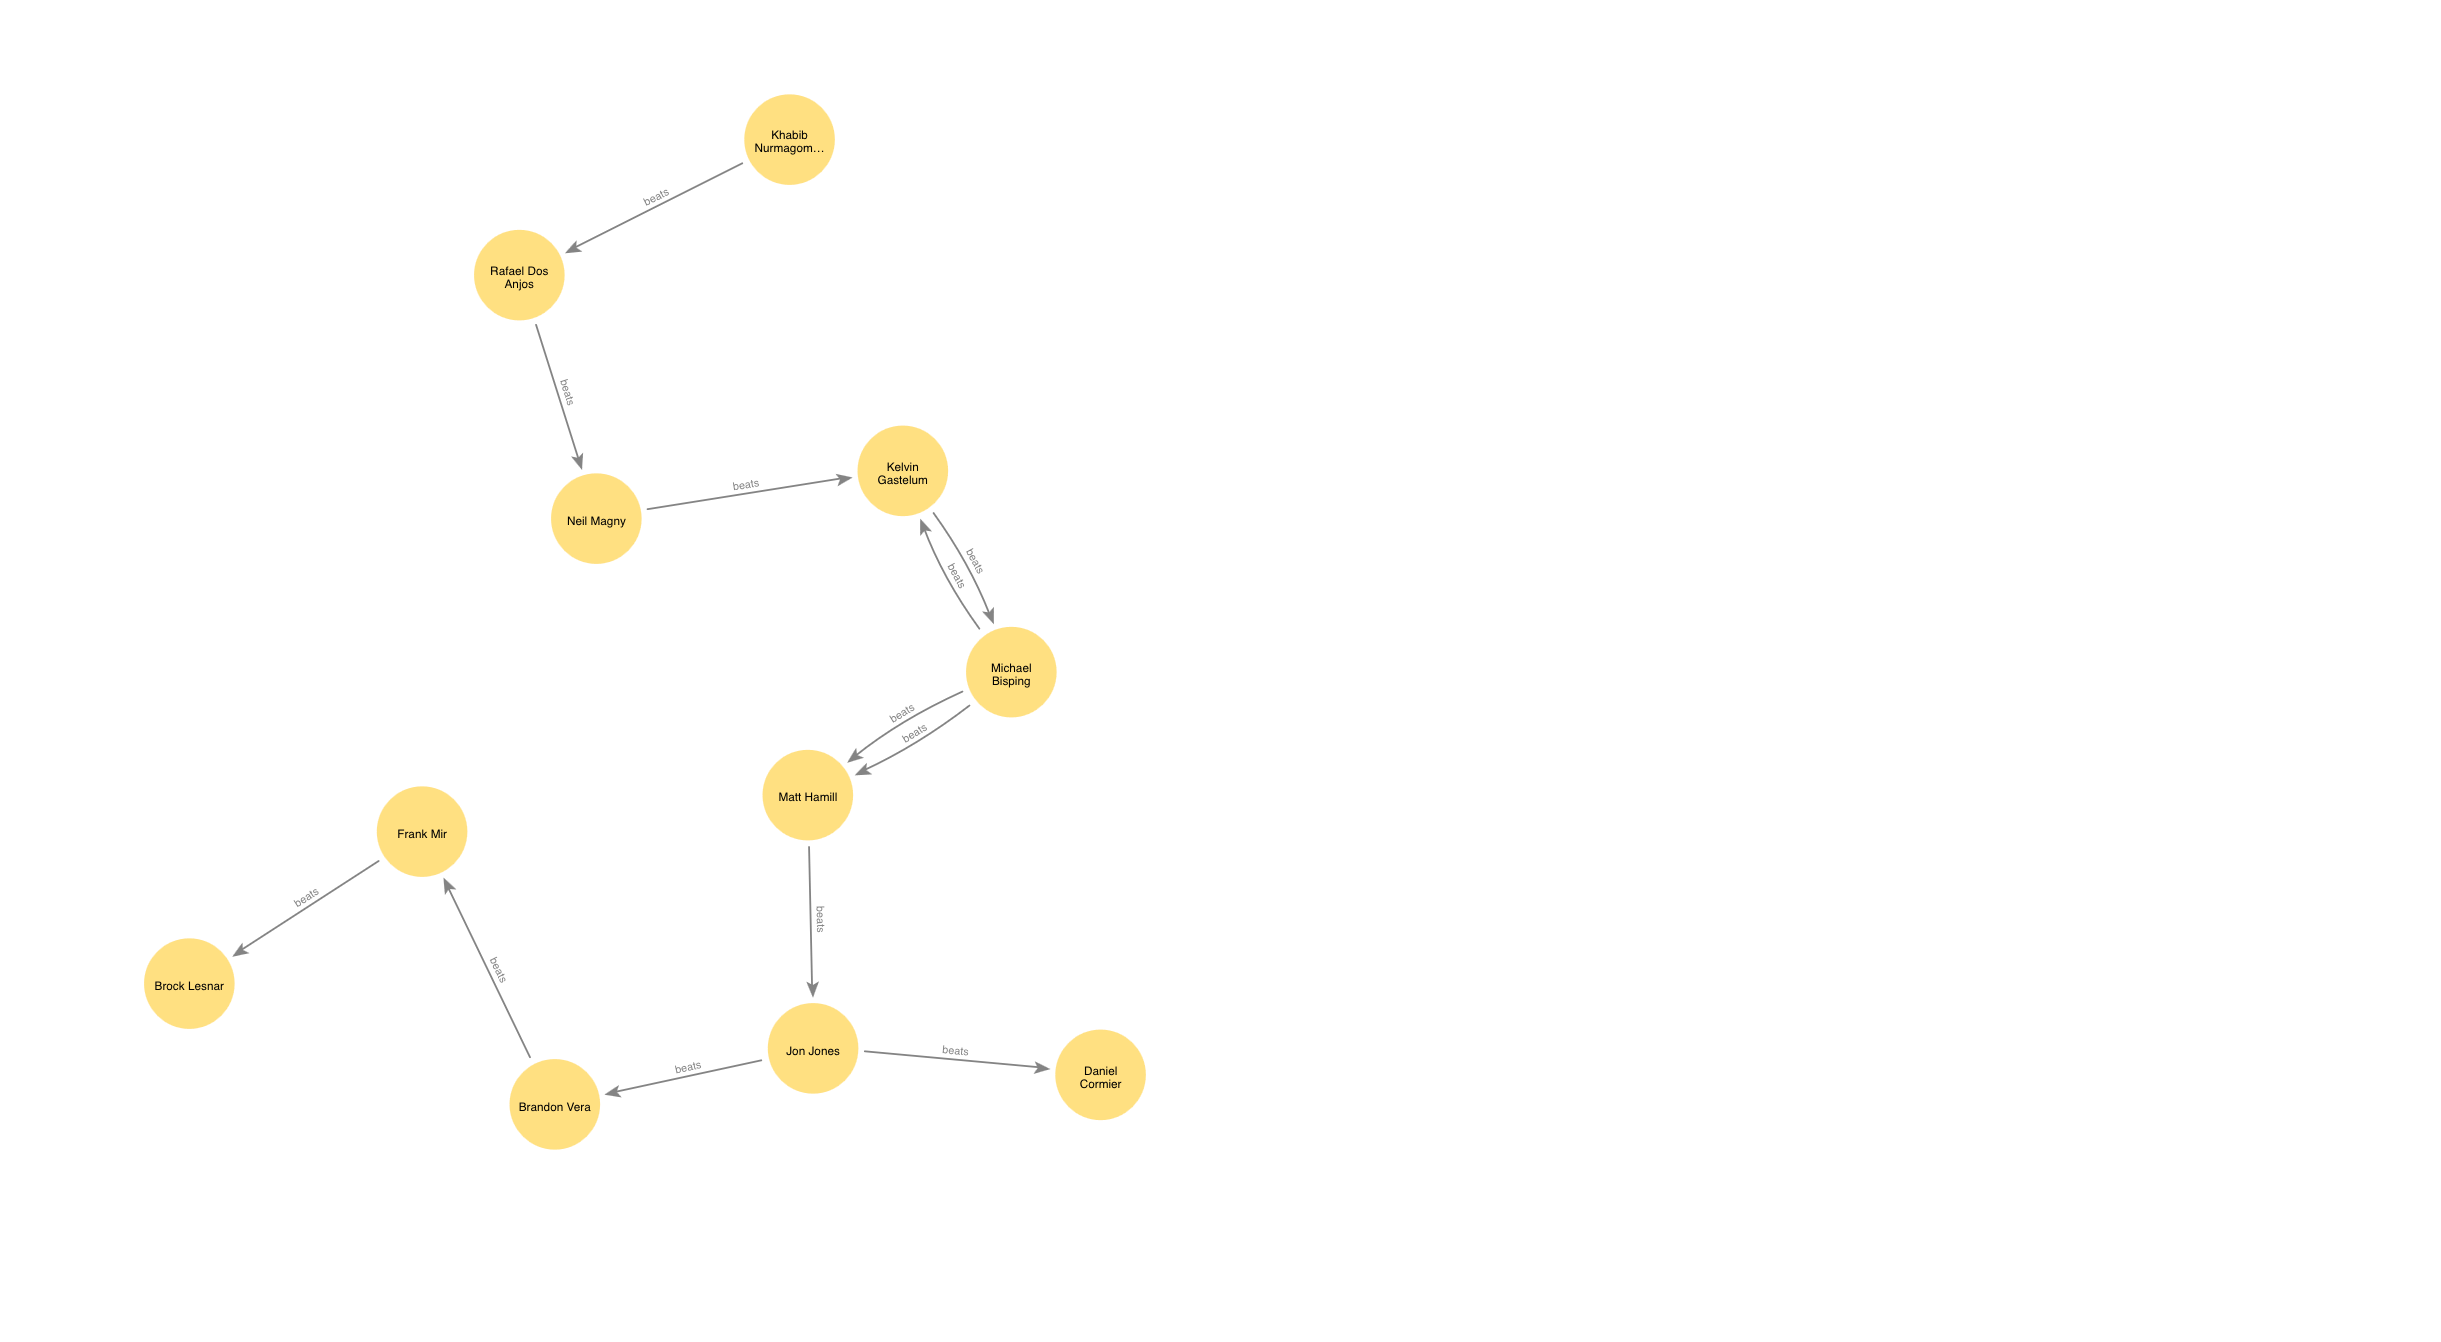 Khabib
Nurmagom…
beats
Rafael Dos
Anjos
beats
Kelvin
Gastelum
beats
Neil Magny
beats
beats
Michael
Bisping
beats
beats
Matt Hamill
Frank Mir
beats
beats
beats
Brock Lesnar
Jon Jones
beats
beats
Daniel
Cormier
Brandon Vera